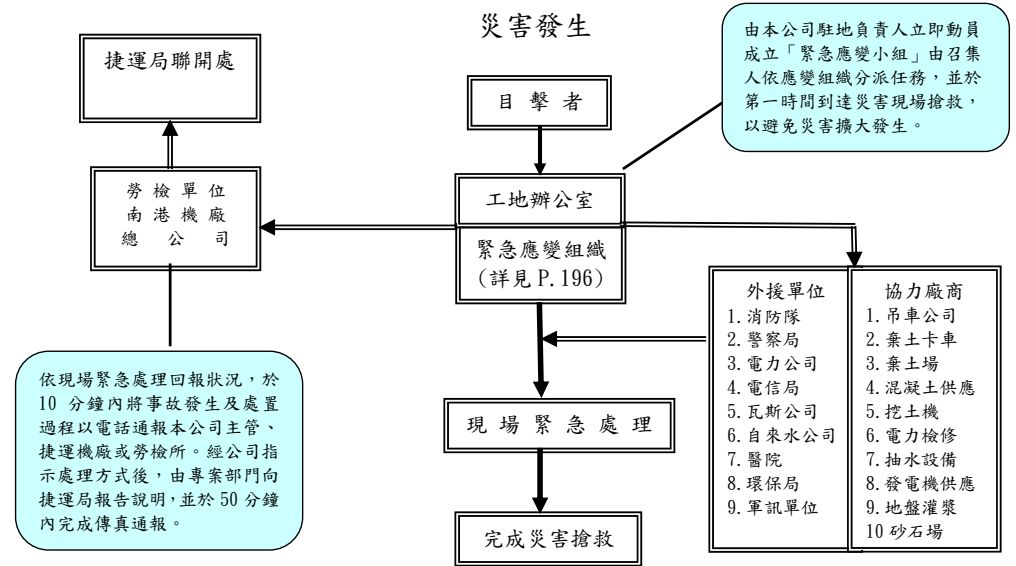 災害發生
由本公司駐地負責人立即動員
成立「緊急應變小組」由召集
人依應變組織分派任務，並於
第一時間到達災害現場搶救，
以避免災害擴大發生。
捷運局聯開處
目擊者
勞檢單位
南港機廠
總公司
工地辦公室
緊急應變組織
(詳見 P.196)
外援單位
1.消防隊
2.警察局
3.電力公司
4.電信局
5.瓦斯公司
6.自來水公司
7.醫院
8.環保局
9.軍訊單位
協力廠商
1.吊車公司
2.棄土卡車
3.棄土場
4.混凝土供應
5.挖土機
6.電力檢修
7.抽水設備
8.發電機供應
9.地盤灌漿
10 砂石場
依現場緊急處理回報狀況，於
10 分鐘內將事故發生及處置
過程以電話通報本公司主管、
捷運機廠或勞檢所。經公司指
示處理方式後，由專案部門向
捷運局報告說明，並於 50 分鐘
內完成傳真通報。
現場緊急處理
完成災害搶救